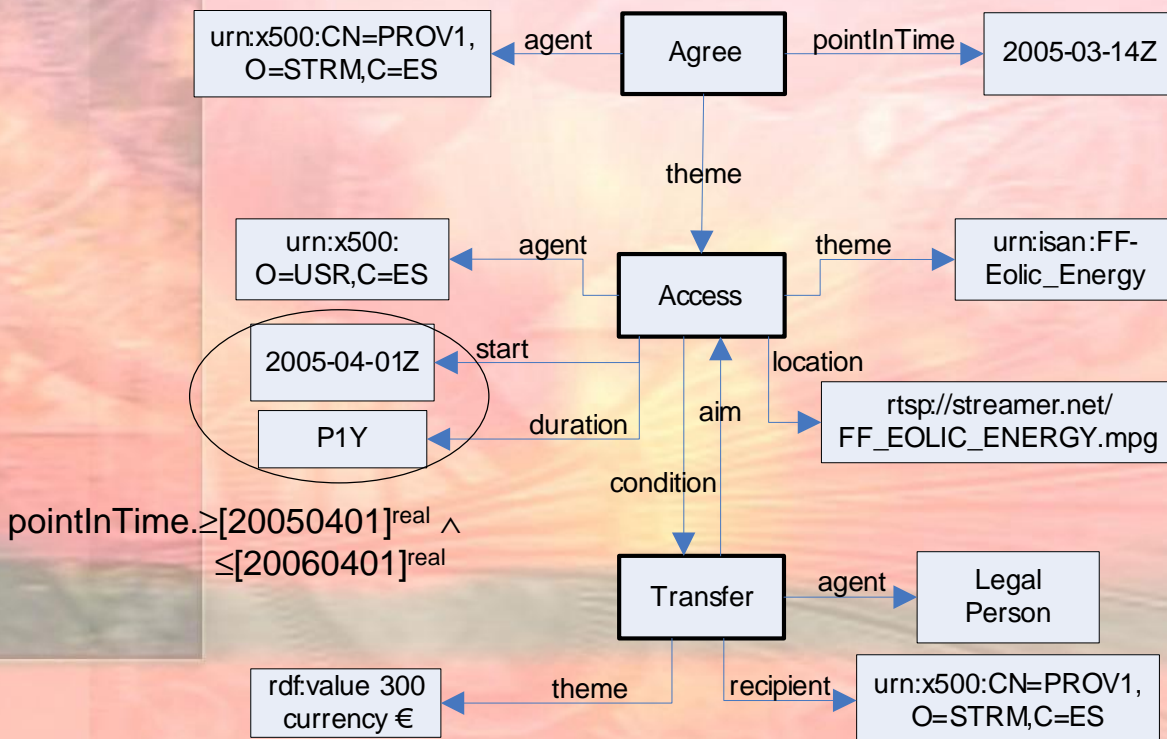 urn:x500:CN=PROV1,
O=STRM,C=ES
agent
Agree
pointInTime
2005-03-14Z
theme
urn:x500:
O=USR,C=ES
agent
Access
theme
urn:isan:FF-
Eolic_Energy
2005-04-01Z
start
location
P1Y
duration
aim
rtsp://streamer.net/
FF_EOLIC_ENERGY.mpg
condition
pointInTime.≥[20050401]real ∧
≤[20060401]real
Transfer
agent
Legal
Person
rdf:value 300
currency €
theme
recipient
urn:x500:CN=PROV1,
O=STRM,C=ES